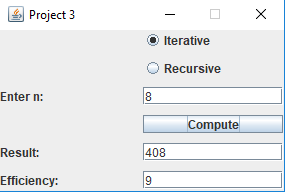 Project 3
Iterative
Recursive
Enter n: 8
Compute
Result: 408
Efficiency: 9